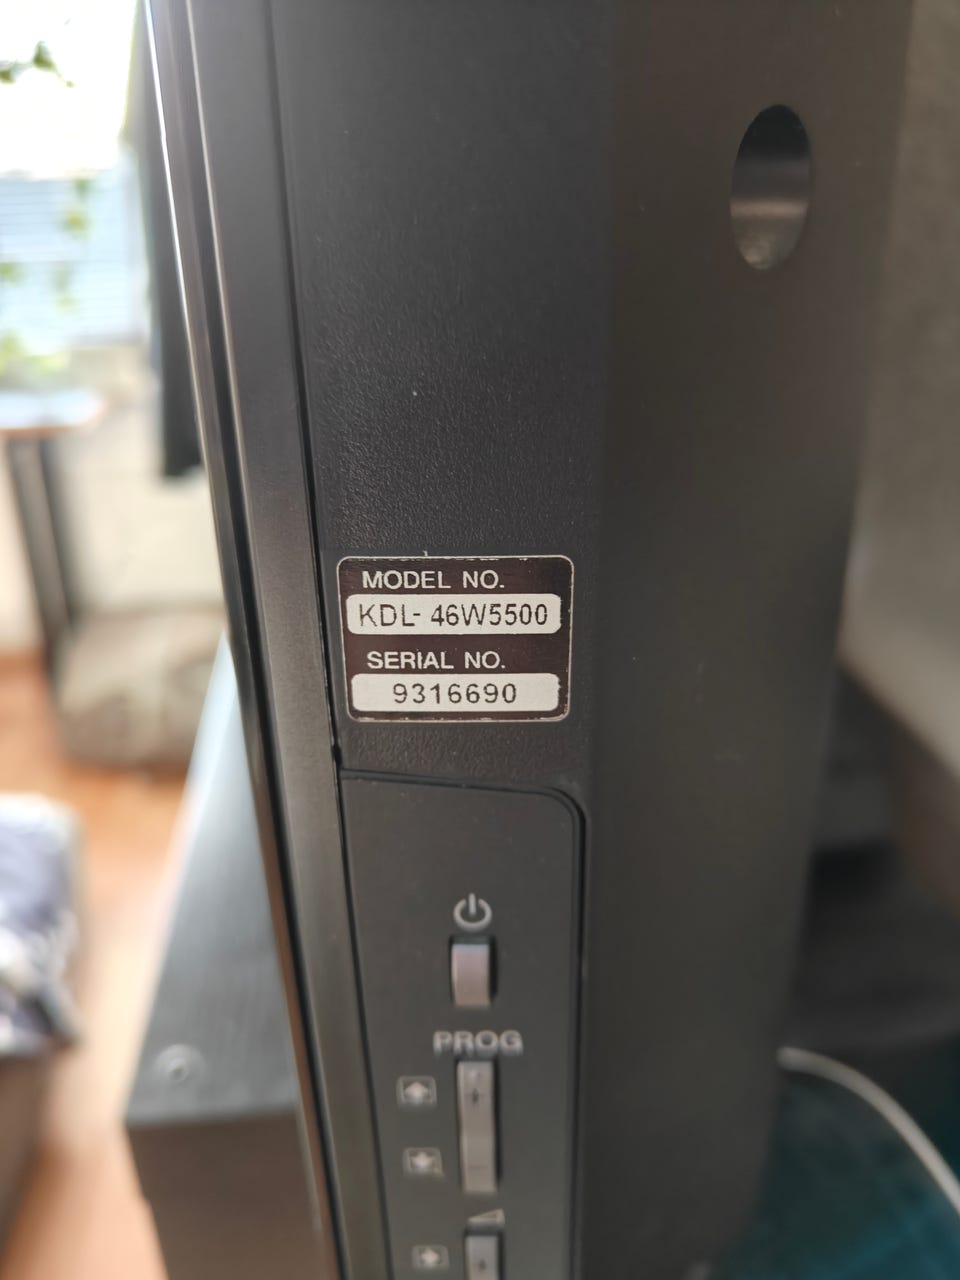 MODEL NO.
KDL- 46W5500
SERIAL NO.
9316690
PROG
+
-
+